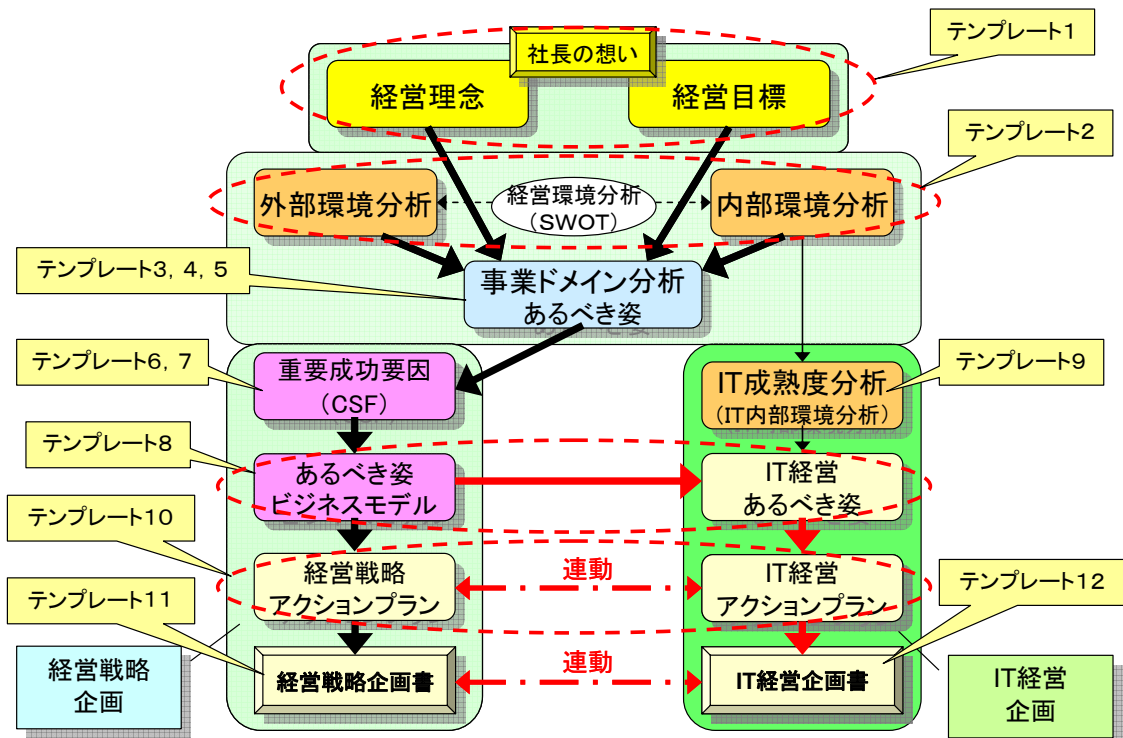 テンプレート1
社長の想い
経営理念
経営目標
テンプレート2
外部環境分析
経営環境分析
(SWOT)
内部環境分析
テンプレート3, 4, 5
事業ドメイン分析
あるべき姿
テンプレート6, 7
重要成功要因
(CSF)
IT成熟度分析
(IT内部環境分析)
テンプレート9
テンプレート8
あるべき姿
ビジネスモデル
IT経営
あるべき姿
テンプレート10
経営戦略
アクションプラン
連動
IT経営
アクションプラン
テンプレート11
テンプレート12
経営戦略
企画
経営戦略企画書
連動
IT経営企画書
IT経営
企画